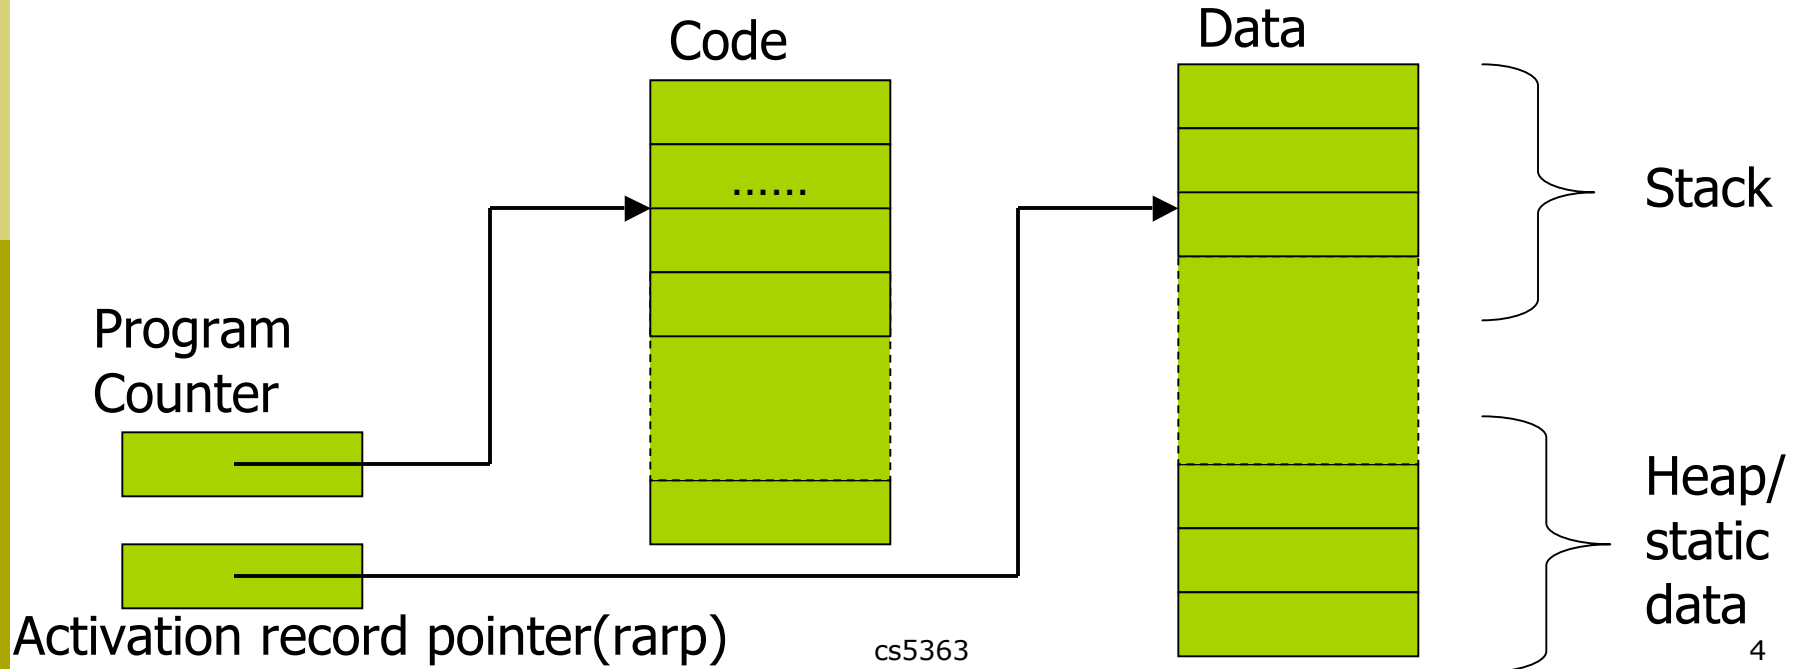 Code
Data
......
Stack
Program
Counter
Heap/
static
data
Activation record pointer(rarp)
cs5363
4